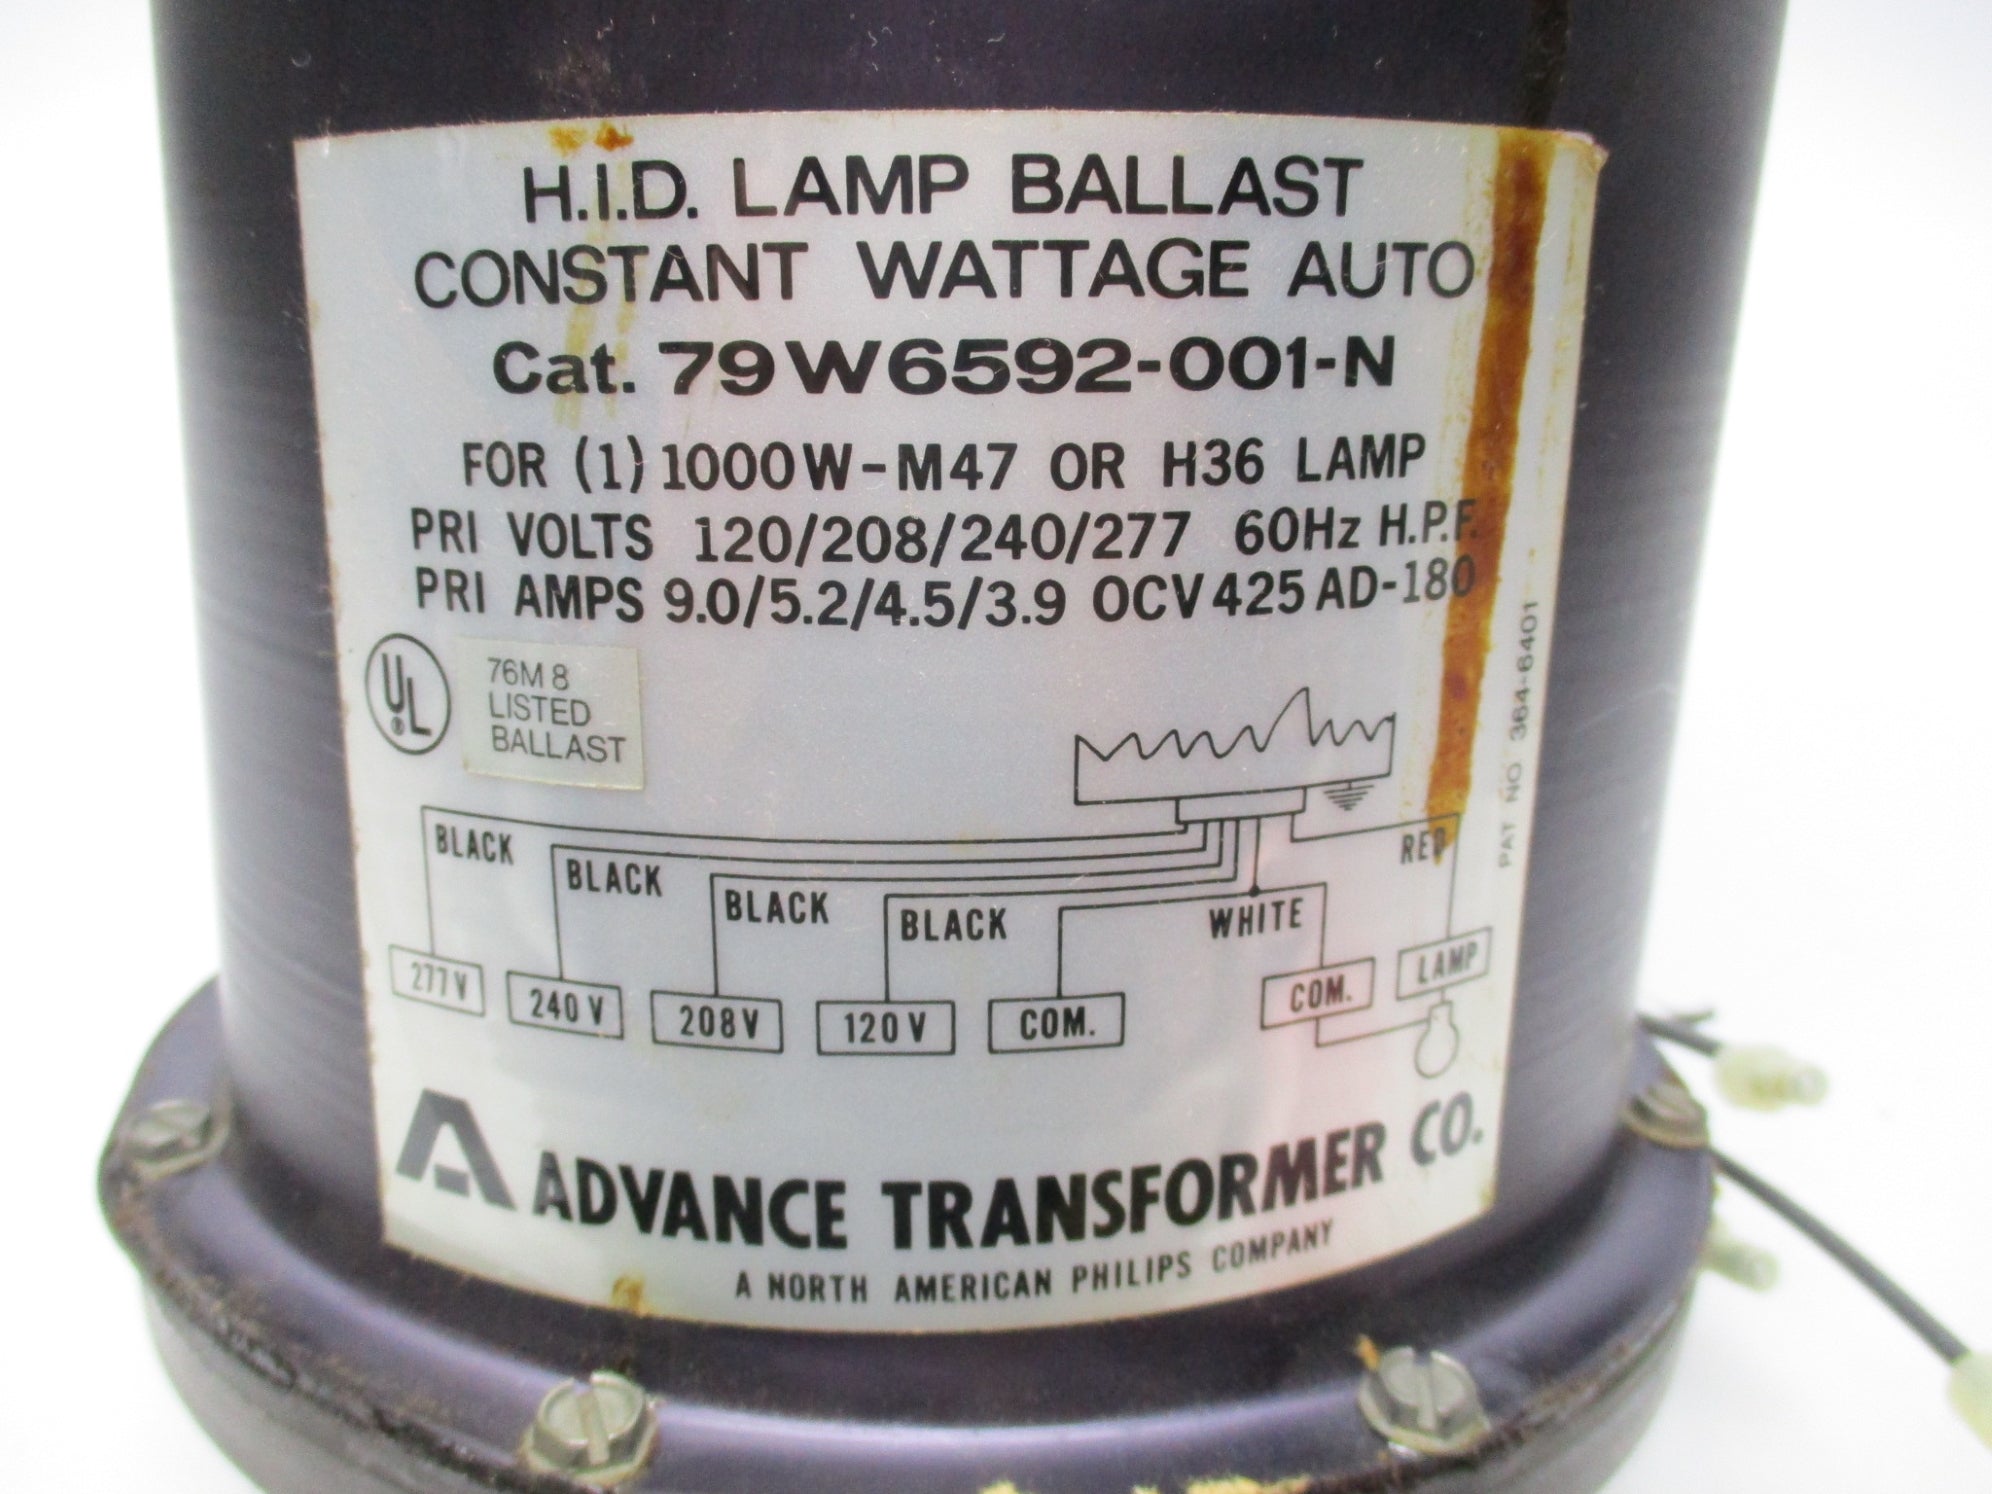 H.I.D. LAMP BALLAST
CONSTANT WATTAGE AUTO
Cat. 79W6592-001-N
FOR (1) 1000W-M47 OR H36 LAMP
PRI VOLTS 120/208/240/277 60Hz H.P.F.
PRI AMPS 9.0/5.2/4.5/3.9 OCV 425 AD-180
UL®
76M8
LISTED
BALLAST
PAT NO 364-6401
BLACK
BLACK
BLACK
BLACK
WHITE
RED
277V
240V
208V
120V
COM.
COM.
LAMP
ADVANCE TRANSFORMER CO.
A NORTH AMERICAN PHILIPS COMPANY